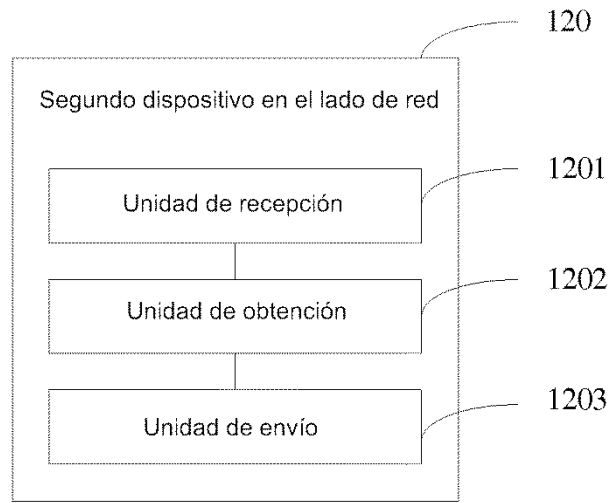 120
Segundo dispositivo en el lado de red
1201
Unidad de recepción
1202
Unidad de obtención
1203
Unidad de envío